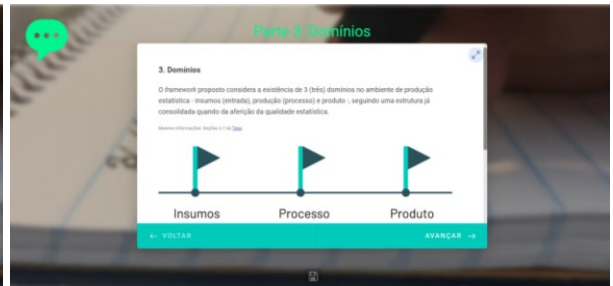 Parte 3: Domínios
3. Domínios
O framework proposto considera a existência de 3 (três) domínios no ambiente de produção
estatística - insumos (entrada), produção (processo) e produto -, seguindo uma estrutura já
consolidada quando da aferição da qualidade estatística.
Insumos Processo Produto
← VOLTAR AVANÇAR →